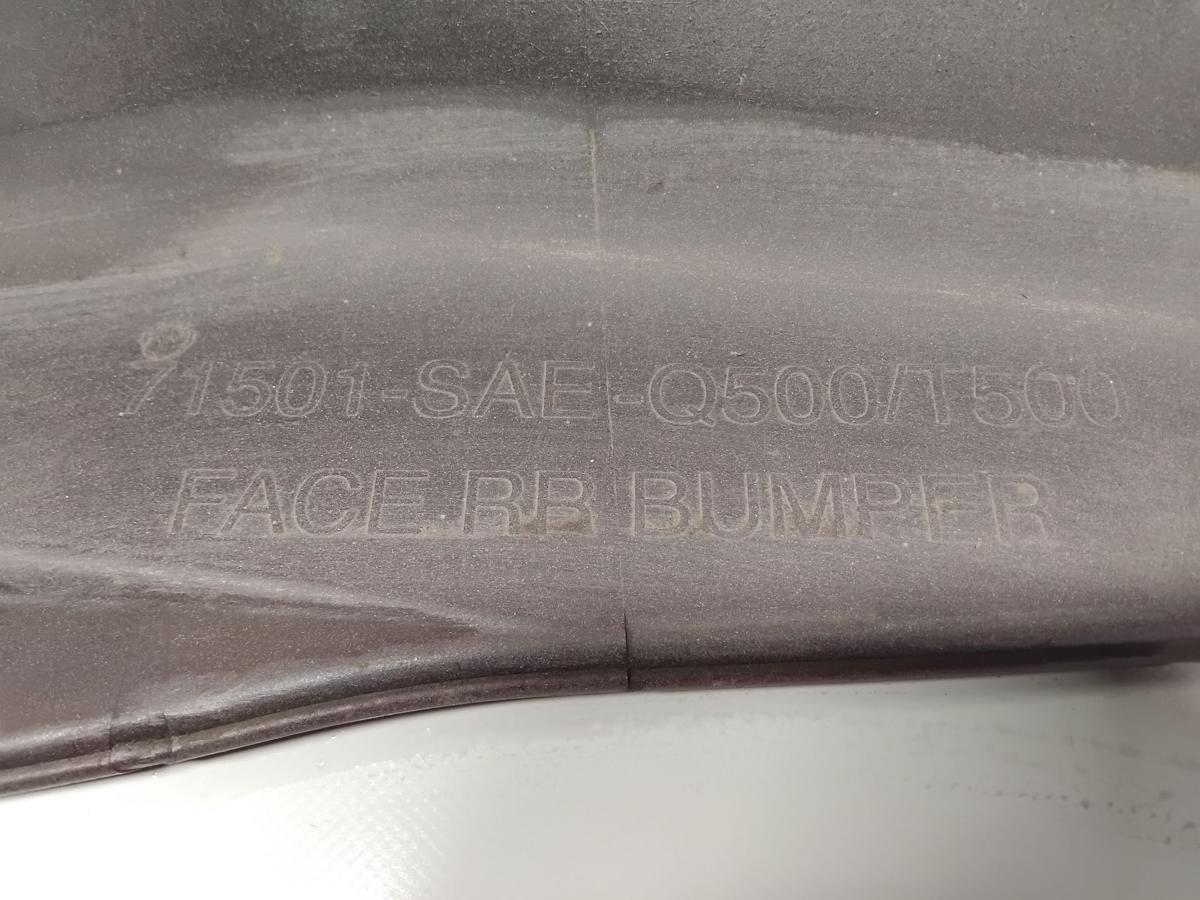 71501-SAE-Q500/T500
FACE RR BUMPER